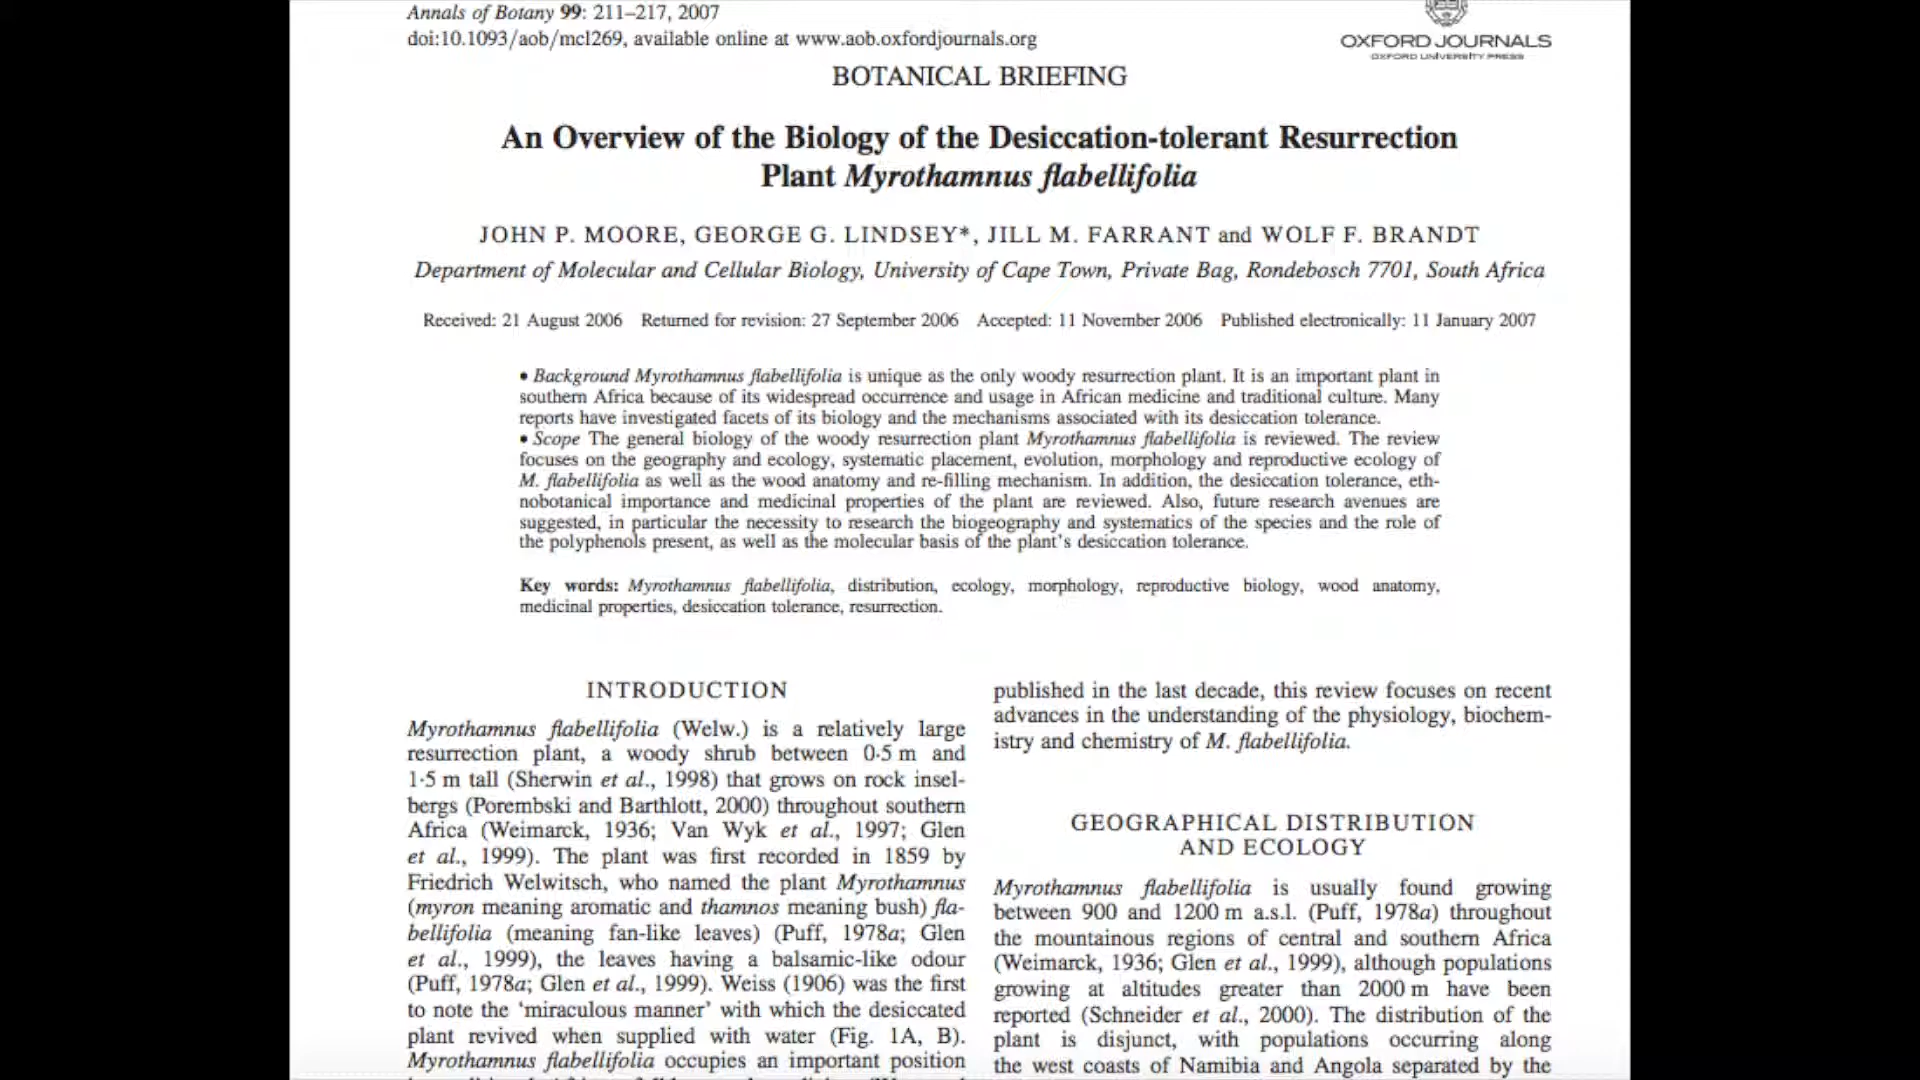 Annals of Botany 99: 211–217, 2007
doi:10.1093/aob/mcl269, available online at www.aob.oxfordjournals.org
OXFORD JOURNALS
OXFORD UNIVERSITY PRESS
BOTANICAL BRIEFING
An Overview of the Biology of the Desiccation-tolerant Resurrection
Plant Myrothamnus flabellifolia
JOHN P. MOORE, GEORGE G. LINDSEY*, JILL M. FARRANT and WOLF F. BRANDT
Department of Molecular and Cellular Biology, University of Cape Town, Private Bag, Rondebosch 7701, South Africa
Received: 21 August 2006 Returned for revision: 27 September 2006 Accepted: 11 November 2006 Published electronically: 11 January 2007
• Background Myrothamnus flabellifolia is unique as the only woody resurrection plant. It is an important plant in
southern Africa because of its widespread occurrence and usage in African medicine and traditional culture. Many
reports have investigated facets of its biology and the mechanisms associated with its desiccation tolerance.
• Scope The general biology of the woody resurrection plant Myrothamnus flabellifolia is reviewed. The review
focuses on the geography and ecology, systematic placement, evolution, morphology and reproductive ecology of
M. flabellifolia as well as the wood anatomy and re-filling mechanism. In addition, the desiccation tolerance, eth-
nobotanical importance and medicinal properties of the plant are reviewed. Also, future research avenues are
suggested, in particular the necessity to research the biogeography and systematics of the species and the role of
the polyphenols present, as well as the molecular basis of the plant's desiccation tolerance.
Key words: Myrothamnus flabellifolia, distribution, ecology, morphology, reproductive biology, wood anatomy,
medicinal properties, desiccation tolerance, resurrection.
INTRODUCTION
Myrothamnus flabellifolia (Welw.) is a relatively large
resurrection plant, a woody shrub between 0·5 m and
1·5 m tall (Sherwin et al., 1998) that grows on rock insel-
bergs (Porembski and Barthlott, 2000) throughout southern
Africa (Weimarck, 1936; Van Wyk et al., 1997; Glen
et al., 1999). The plant was first recorded in 1859 by
Friedrich Welwitsch, who named the plant Myrothamnus
(myron meaning aromatic and thamnos meaning bush) fla-
bellifolia (meaning fan-like leaves) (Puff, 1978a; Glen
et al., 1999), the leaves having a balsamic-like odour
(Puff, 1978a; Glen et al., 1999). Weiss (1906) was the first
to note the 'miraculous manner' with which the desiccated
plant revived when supplied with water (Fig. 1A, B).
Myrothamnus flabellifolia occupies an important position
published in the last decade, this review focuses on recent
advances in the understanding of the physiology, biochem-
istry and chemistry of M. flabellifolia.
GEOGRAPHICAL DISTRIBUTION
AND ECOLOGY
Myrothamnus flabellifolia is usually found growing
between 900 and 1200 m a.s.l. (Puff, 1978a) throughout
the mountainous regions of central and southern Africa
(Weimarck, 1936; Glen et al., 1999), although populations
growing at altitudes greater than 2000 m have been
reported (Schneider et al., 2000). The distribution of the
plant is disjunct, with populations occurring along
the west coasts of Namibia and Angola separated by the